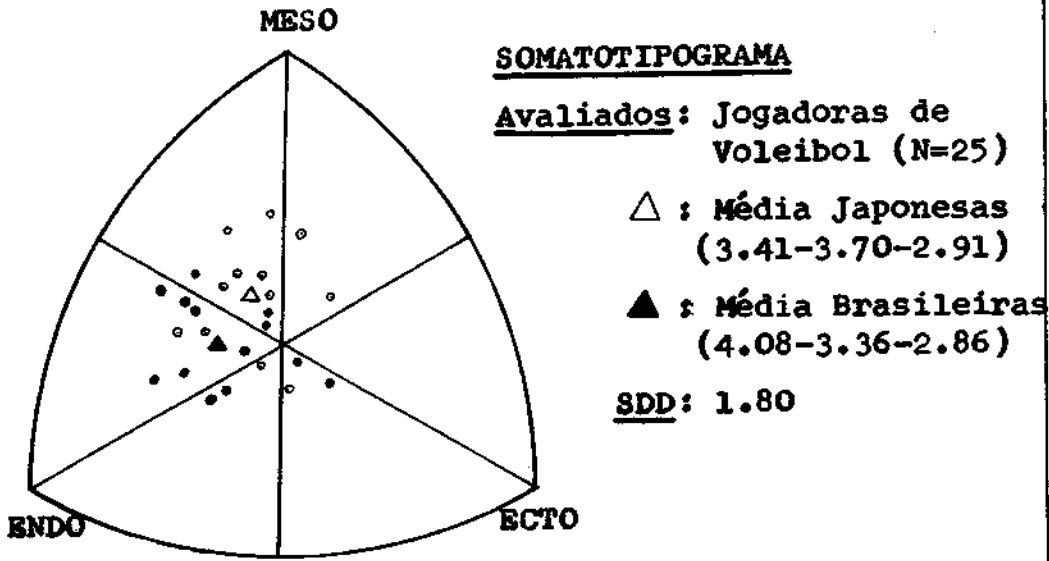 MESO
SOMATOTIPOGRAMA
Avaliados: Jogadoras de
Voleibol (N=25)
△ : Média Japonesas
(3.41-3.70-2.91)
▲ : Média Brasileiras
(4.08-3.36-2.86)
SDD: 1.80
ENDO
ECTO